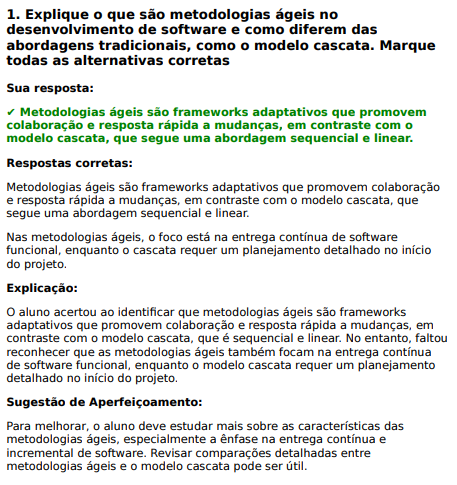 1. Explique o que são metodologias ágeis no
desenvolvimento de software e como diferem das
abordagens tradicionais, como o modelo cascata. Marque
todas as alternativas corretas
Sua resposta:
✔ Metodologias ágeis são frameworks adaptativos que promovem
colaboração e resposta rápida a mudanças, em contraste com o
modelo cascata, que segue uma abordagem sequencial e linear.
Respostas corretas:
Metodologias ágeis são frameworks adaptativos que promovem colaboração
e resposta rápida a mudanças, em contraste com o modelo cascata, que
segue uma abordagem sequencial e linear.
Nas metodologias ágeis, o foco está na entrega contínua de software
funcional, enquanto o cascata requer um planejamento detalhado no início
do projeto.
Explicação:
O aluno acertou ao identificar que metodologias ágeis são frameworks
adaptativos que promovem colaboração e resposta rápida a mudanças, em
contraste com o modelo cascata, que é sequencial e linear. No entanto, faltou
reconhecer que as metodologias ágeis também focam na entrega contínua
de software funcional, enquanto o modelo cascata requer um planejamento
detalhado no início do projeto.
Sugestão de Aperfeiçoamento:
Para melhorar, o aluno deve estudar mais sobre as características das
metodologias ágeis, especialmente a ênfase na entrega contínua e
incremental de software. Revisar comparações detalhadas entre
metodologias ágeis e o modelo cascata pode ser útil.